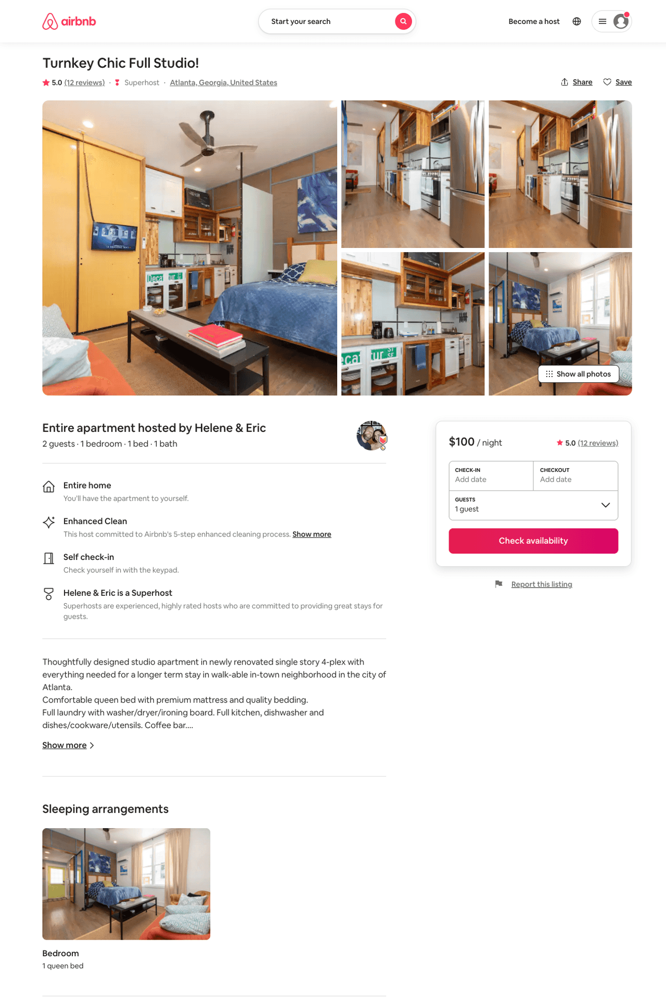 airbnb
Start your search
Become a host
Turnkey Chic Full Studio!
5.0 (12 reviews) · Superhost · Atlanta, Georgia, United States
Share
Save
Decatur ST
ecatur ST SE
Show all photos
Entire apartment hosted by Helene & Eric
2 guests · 1 bedroom · 1 bed · 1 bath
Entire home
You'll have the apartment to yourself.
Enhanced Clean
This host committed to Airbnb's 5-step enhanced cleaning process. Show more
Self check-in
Check yourself in with the keypad.
Helene & Eric is a Superhost
Superhosts are experienced, highly rated hosts who are committed to providing great stays for
guests.
$100 / night
5.0 (12 reviews)
CHECK-IN
Add date
CHECKOUT
Add date
GUESTS
1 guest
Check availability
Report this listing
Thoughtfully designed studio apartment in newly renovated single story 4-plex with
everything needed for a longer term stay in walk-able in-town neighborhood in the city of
Atlanta.
Comfortable queen bed with premium mattress and quality bedding.
Full laundry with washer/dryer/ironing board. Full kitchen, dishwasher and
dishes/cookware/utensils. Coffee bar....
Show more
Sleeping arrangements
Bedroom
1 queen bed